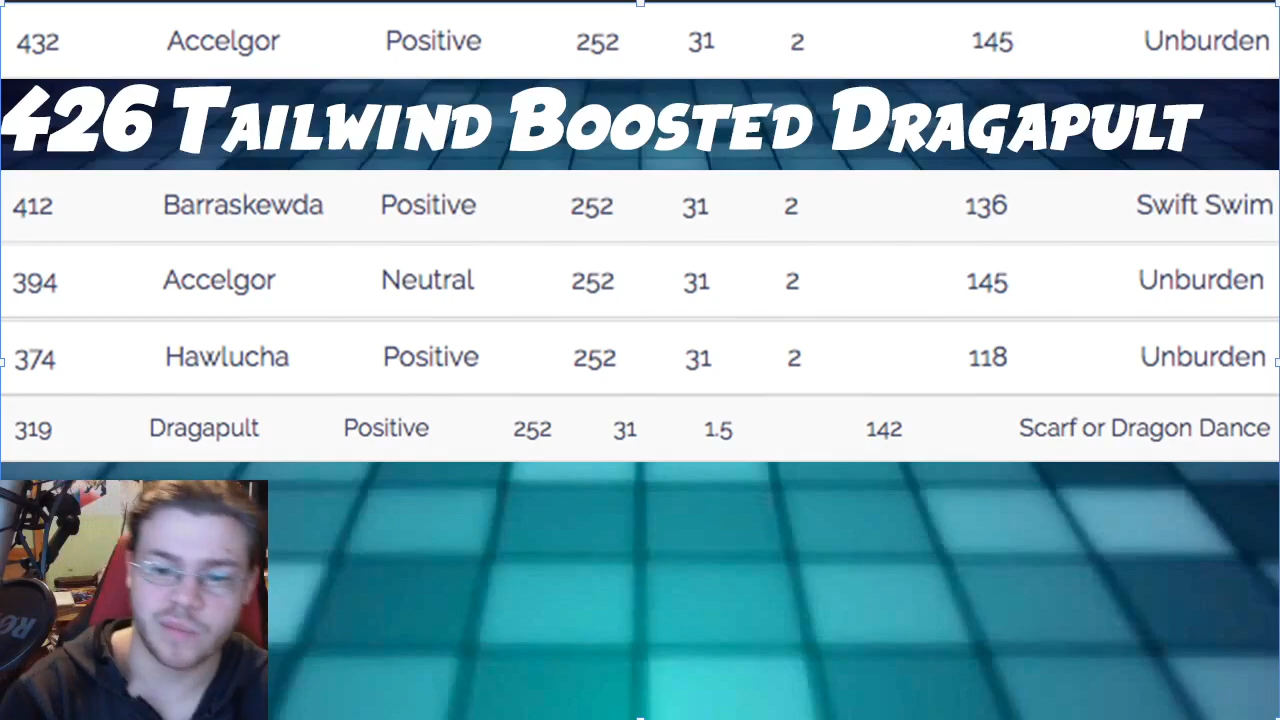 432 Accelgor Positive 252 31 2 145 Unburden
426 Tailwind Boosted Dragapult
412 Barraskewda Positive 252 31 2 136 Swift Swim
394 Accelgor Neutral 252 31 2 145 Unburden
374 Hawlucha Positive 252 31 2 118 Unburden
319 Dragapult Positive 252 31 1.5 142 Scarf or Dragon Dance